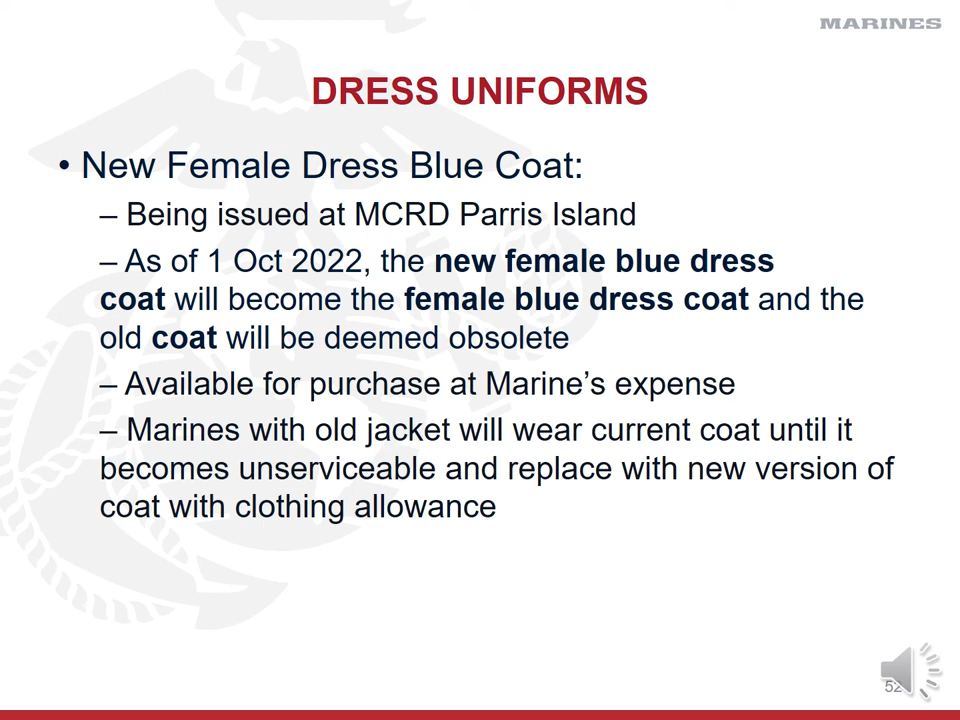 MARINES
DRESS UNIFORMS
• New Female Dress Blue Coat:
– Being issued at MCRD Parris Island
– As of 1 Oct 2022, the new female blue dress
coat will become the female blue dress coat and the
old coat will be deemed obsolete
– Available for purchase at Marine’s expense
– Marines with old jacket will wear current coat until it
becomes unserviceable and replace with new version of
coat with clothing allowance
52